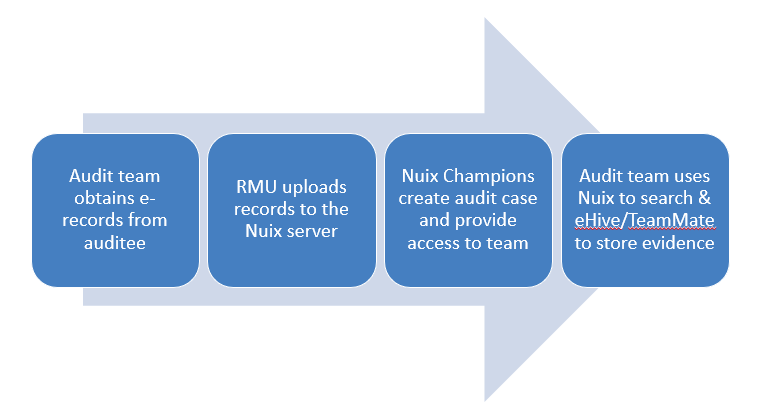 Audit team
obtains e-
records from
auditee
RMU uploads
records to the
Nuix server
Nuix Champions
create audit case
and provide
access to team
Audit team uses
Nuix to search &
eHive/TeamMate
to store evidence